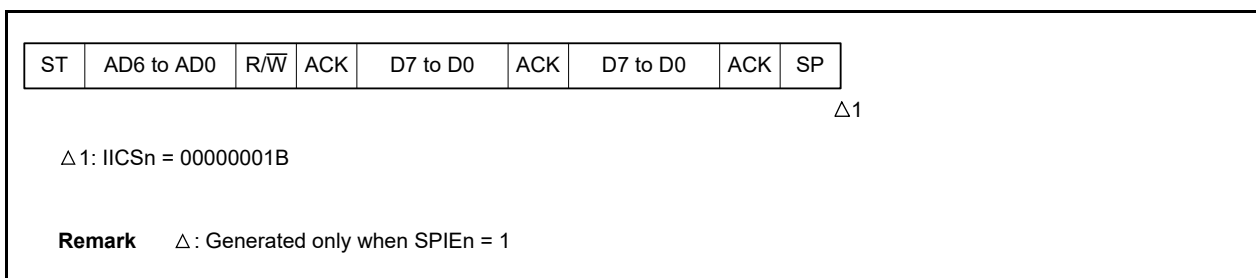 ST AD6 to AD0 R/W̅ ACK D7 to D0 ACK D7 to D0 ACK SP
△1
△1: IICSn = 00000001B
Remark △: Generated only when SPIEn = 1